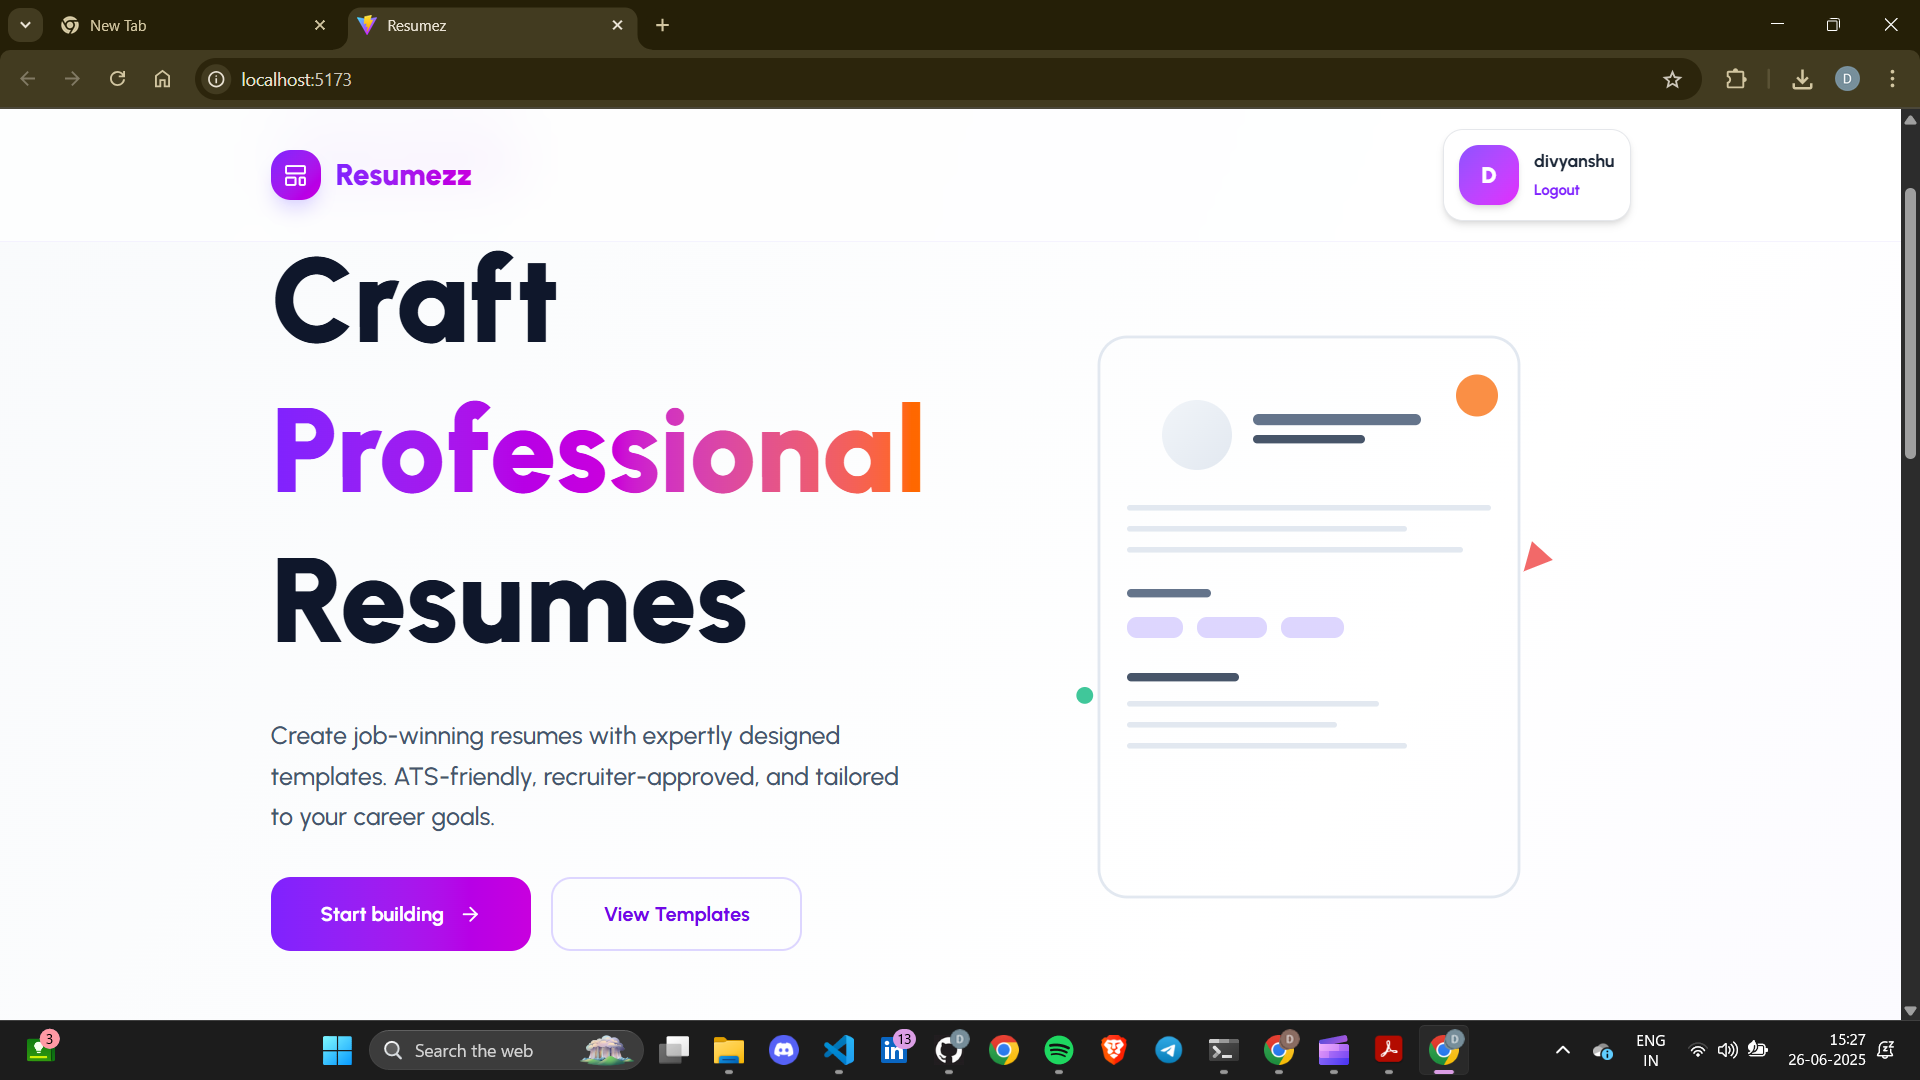 New Tab
Resumez
localhost:5173
D
Resumezz
D
divyanshu
Logout
Craft
Professional
Resumes
Create job-winning resumes with expertly designed
templates. ATS-friendly, recruiter-approved, and tailored
to your career goals.
Start building
View Templates
3
Search the web
13
D
D
D
ENG
IN
15:27
26-06-2025